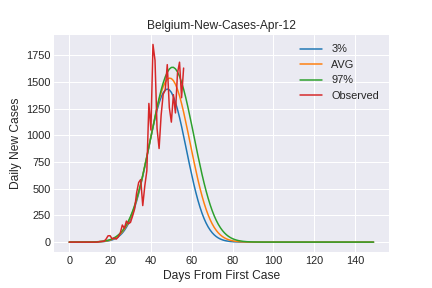 Belgium-New-Cases-Apr-12
3%
AVG
97%
Observed
Daily New Cases
1750
1500
1250
1000
750
500
250
0
0 20 40 60 80 100 120 140
Days From First Case